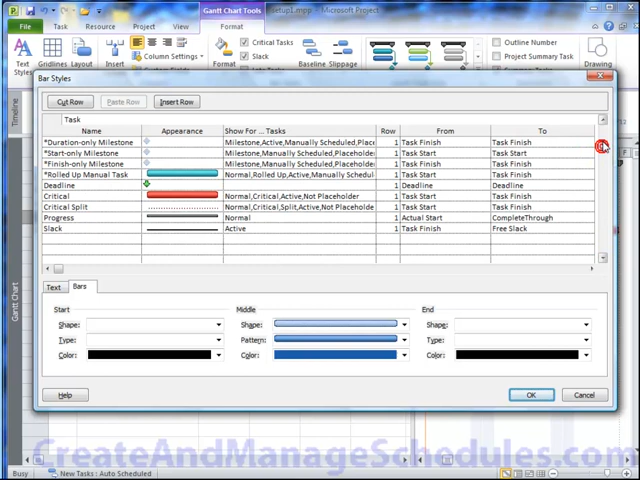 Gantt Chart Tools
setup1.mpp - Microsoft Project
File Task Resource Project View Format
Text Styles Gridlines Layout Column Settings Format Critical Tasks Slack Baseline Slippage Outline Number Project Summary Task Drawing
Bar Styles
Cut Row Paste Row Insert Row
Task
Name Appearance Show For ... Tasks Row From To
*Duration-only Milestone Milestone,Active,Manually Scheduled,Place 1 Task Finish Task Finish
*Start-only Milestone Milestone,Active,Manually Scheduled,Placeholder 1 Task Start Task Start
*Finish-only Milestone Milestone,Active,Manually Scheduled,Placeholder 1 Task Finish Task Finish
*Rolled Up Manual Task Normal,Rolled Up,Active,Manually Schedul 1 Task Start Task Finish
Deadline 1 Deadline Deadline
Critical Normal,Critical,Active,Not Placeholder 1 Task Start Task Finish
Critical Split Normal,Critical,Split,Active,Not Placeholder 1 Task Start Task Finish
Progress Normal 1 Actual Start CompleteThrough
Slack Active 1 Task Finish Free Slack
Timeline
Gantt Chart
Text Bars
Start Middle End
Shape: Shape: Shape:
Type: Pattern: Type:
Color: Color: Color:
Help OK Cancel
CreateAndManageSchedules.com
Busy New Tasks : Auto Scheduled